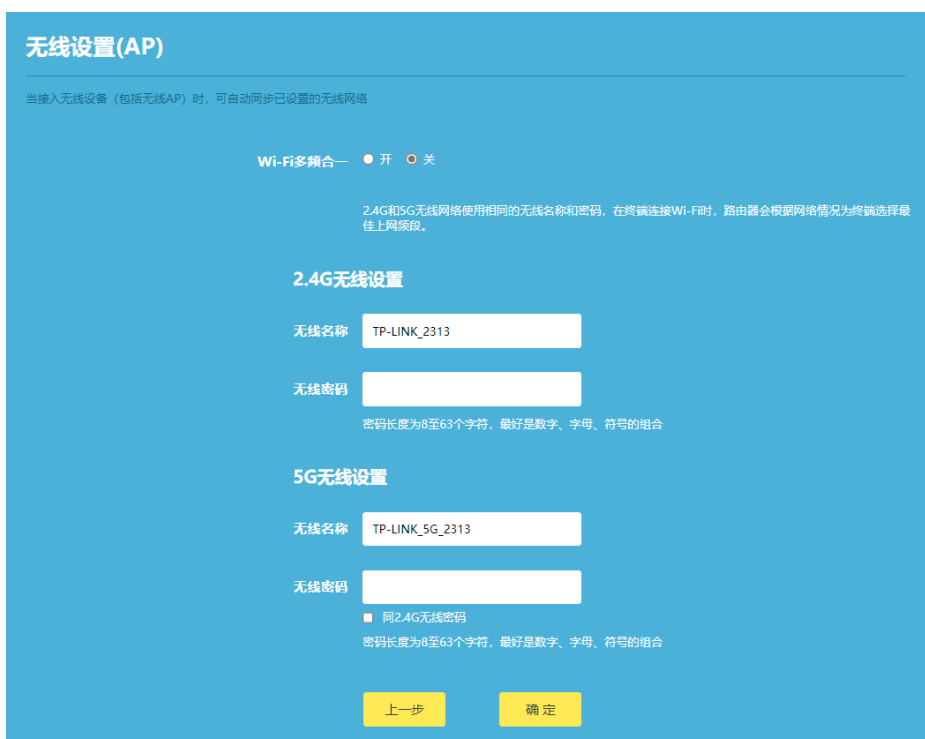 无线设置(AP)
当接入无线设备（包括无线AP）时，可自动同步已设置的无线网络
Wi-Fi多频合一 开 关
2.4G和5G无线网络使用相同的无线名称和密码，在终端连接Wi-Fi时，路由器会根据网络情况为终端选择最
佳上网频段。
2.4G无线设置
无线名称 TP-LINK_2313
无线密码
密码长度为8至63个字符，最好是数字、字母、符号的组合
5G无线设置
无线名称 TP-LINK_5G_2313
无线密码
同2.4G无线密码
密码长度为8至63个字符，最好是数字、字母、符号的组合
上一步 确定